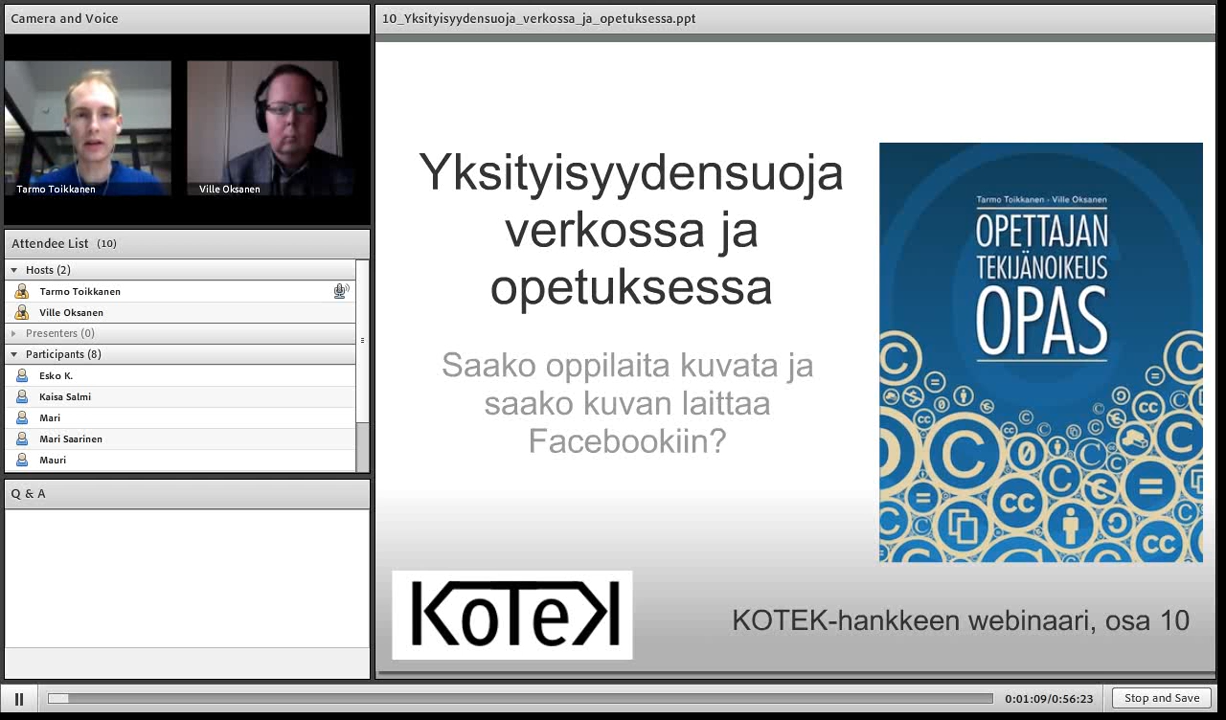 Camera and Voice
Tarmo Toikkanen
Ville Oksanen
Attendee List (10)
Hosts (2)
Tarmo Toikkanen
Ville Oksanen
Presenters (0)
Participants (8)
Esko K.
Kaisa Salmi
Mari
Mari Saarinen
Mauri
Q & A
10_Yksityisyydensuoja_verkossa_ja_opetuksessa.ppt
Yksityisyydensuoja
verkossa ja
opetuksessa
Saako oppilaita kuvata ja
saako kuvan laittaa
Facebookiin?
Tarmo Toikkanen - Ville Oksanen
OPETTAJAN
TEKIJÄNOIKEUS
OPAS
KoTeK
KOTEK-hankkeen webinaari, osa 10
0:01:09/0:56:23
Stop and Save